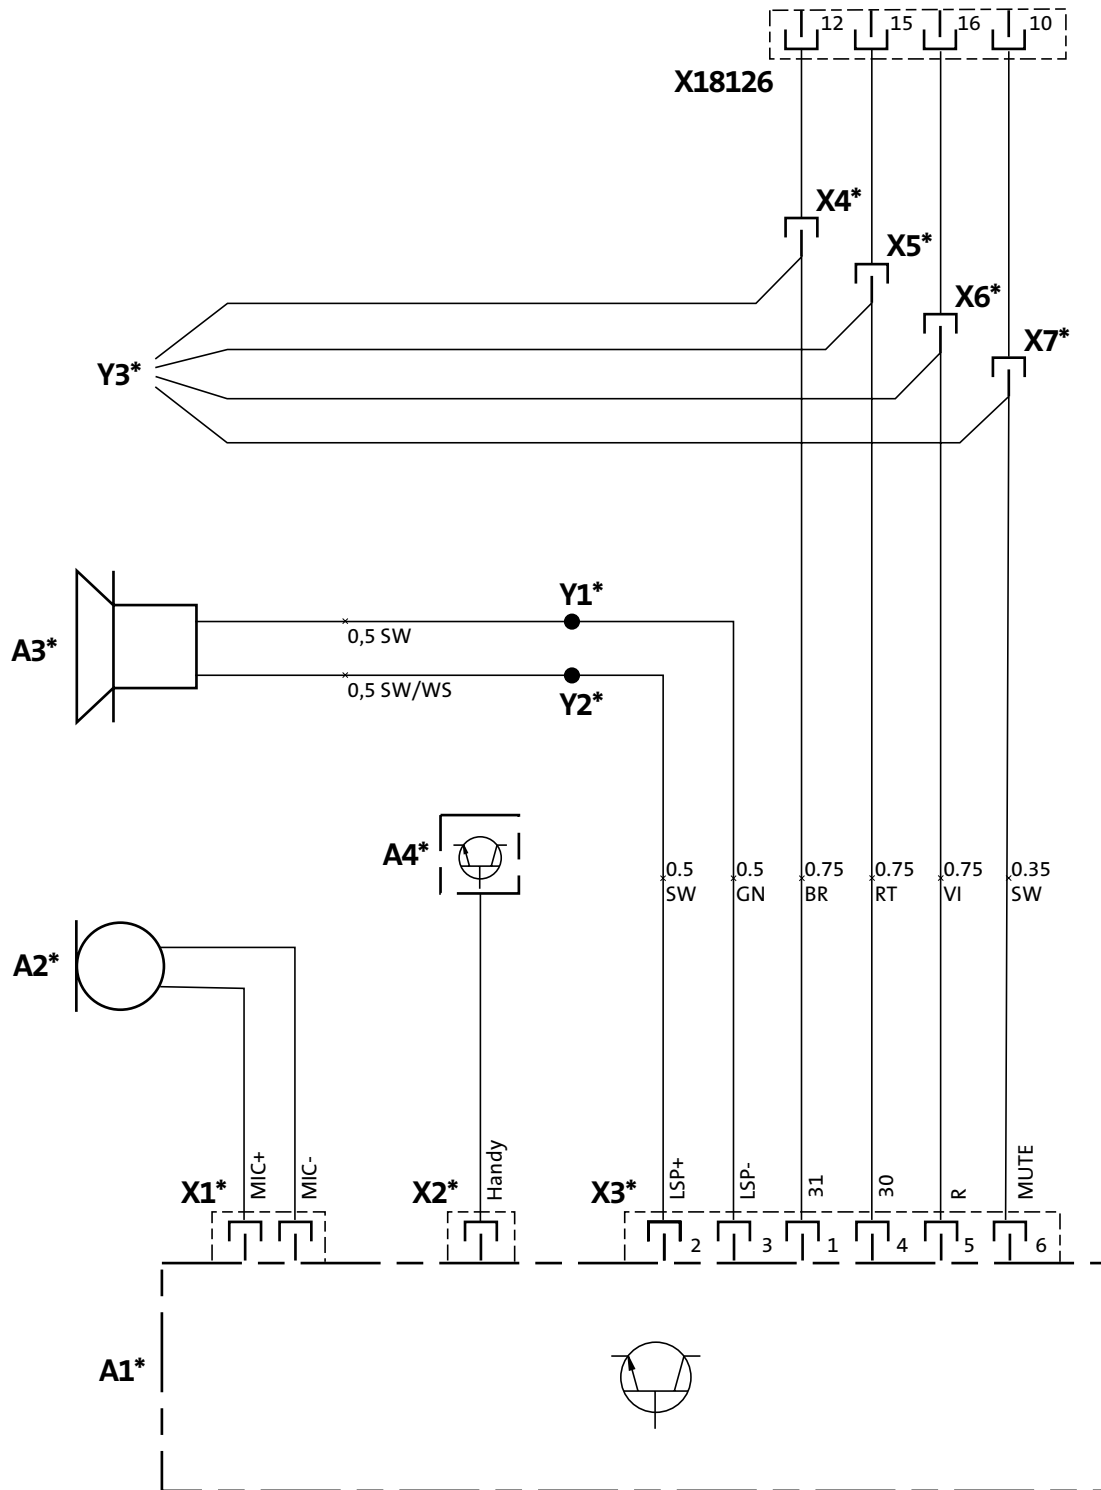 12
15
16
10
X18126
X4*
X5*
X6*
X7*
Y3*
Y1*
0,5 SW
A3*
0,5 SW/WS
Y2*
A4*
0.5
SW
0.5
GN
0.75
BR
0.75
RT
0.75
VI
0.35
SW
A2*
MIC+
MIC-
Handy
LSP+
LSP-
31
30
R
MUTE
X1*
X2*
X3*
2
3
1
4
5
6
A1*